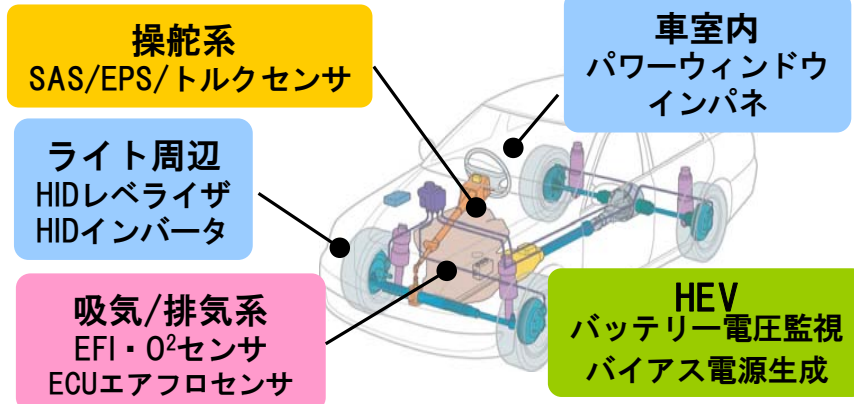 操舵系
SAS/EPS/トルクセンサ
車室内
パワーウィンドウ
インパネ
ライト周辺
HIDレベライザ
HIDインバータ
吸気/排気系
EFI・O²センサ
ECUエアフロセンサ
HEV
バッテリー電圧監視
バイアス電源生成